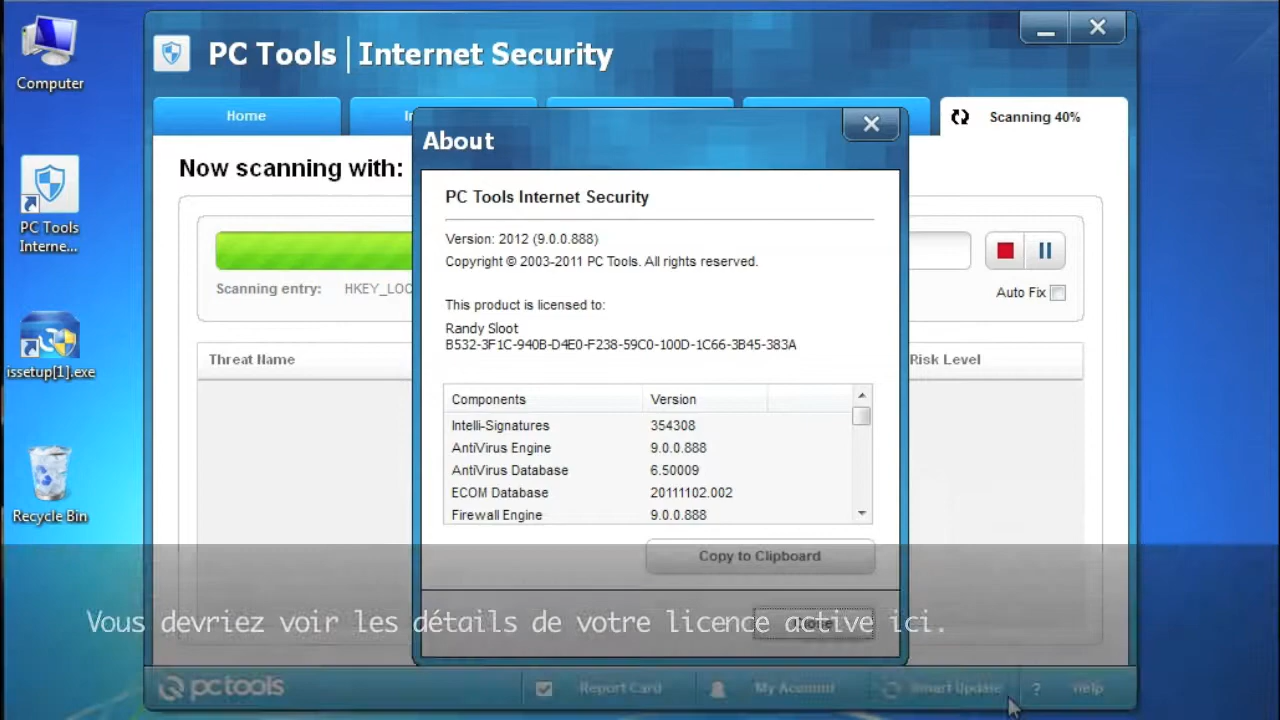 Computer
PC Tools
Interne...
issetup[1].exe
Recycle Bin
PC Tools | Internet Security
Home
Scanning 40%
Now scanning with:
Scanning entry: HKEY_LOC
Auto Fix
Threat Name
Risk Level
About
PC Tools Internet Security
Version: 2012 (9.0.0.888)
Copyright © 2003-2011 PC Tools. All rights reserved.
This product is licensed to:
Randy Sloot
B532-3F1C-940B-D4E0-F238-59C0-100D-1C66-3B45-383A
Components Version
Intelli-Signatures 354308
AntiVirus Engine 9.0.0.888
AntiVirus Database 6.50009
ECOM Database 20111102.002
Firewall Engine 9.0.0.888
Copy to Clipboard
Vous devriez voir les détails de votre licence active ici.
pctools
Report Card
My Account
Smart Update
? Help